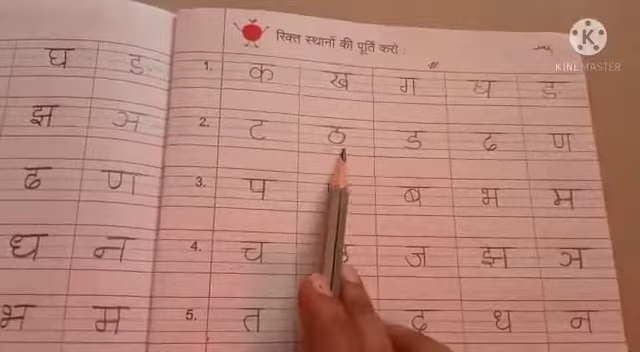 रिक्त स्थानों की पूर्ति करो :
घ ङ
1. क ख ग घ ङ
झ ञ
2. ट ठ ड ढ ण
ढ ण
3. प ब भ म
ध न
4. च ज झ ञ
भ म
5. त द ध न
KINEMASTER